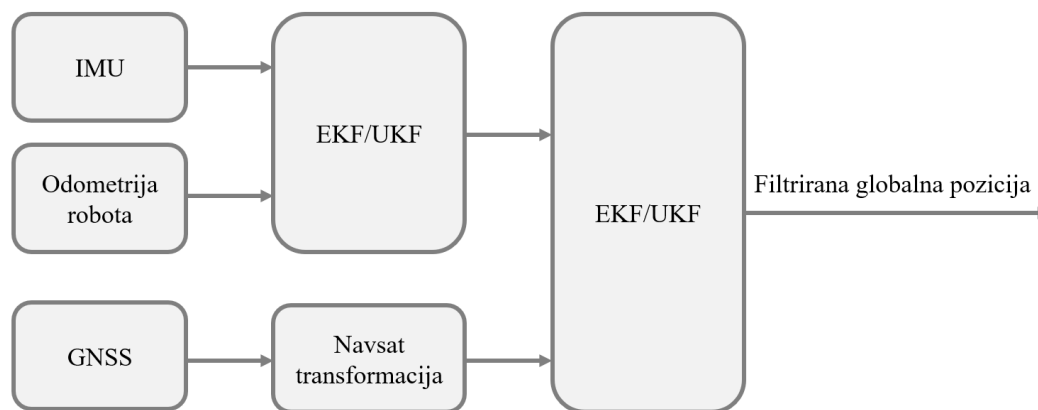 IMU
Odometrija
robota
EKF/UKF
GNSS
Navsat
transformacija
EKF/UKF
Filtrirana globalna pozicija